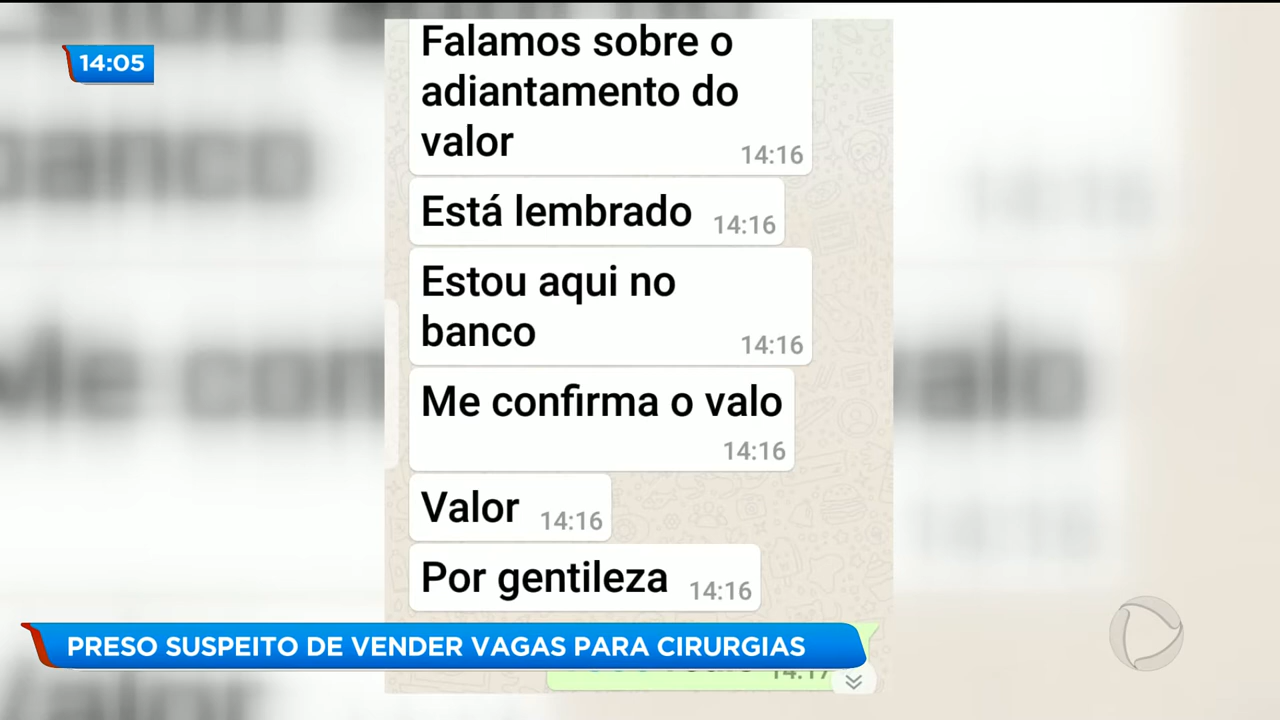 14:05
Falamos sobre o
adiantamento do
valor
14:16
Está lembrado 14:16
Estou aqui no
banco
14:16
Me confirma o valo
14:16
Valor 14:16
Por gentileza 14:16
PRESO SUSPEITO DE VENDER VAGAS PARA CIRURGIAS
14:17